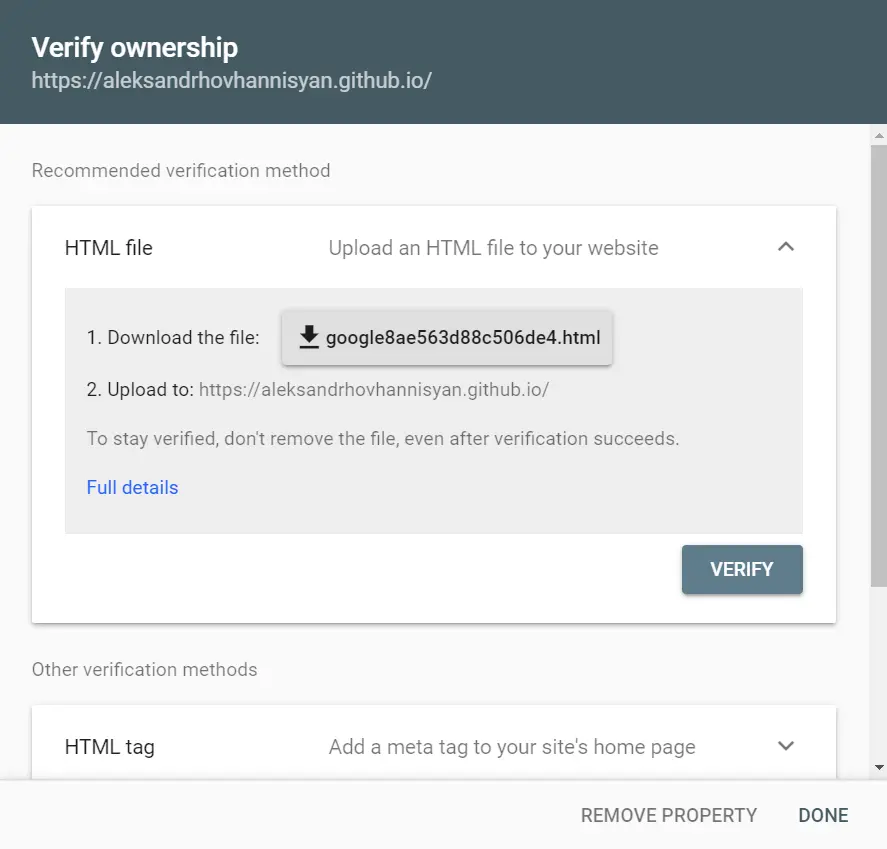 Verify ownership
https://aleksandrhovhannisyan.github.io/
Recommended verification method
HTML file Upload an HTML file to your website
1. Download the file: google8ae563d88c506de4.html
2. Upload to: https://aleksandrhovhannisyan.github.io/
To stay verified, don't remove the file, even after verification succeeds.
Full details
VERIFY
Other verification methods
HTML tag Add a meta tag to your site's home page
REMOVE PROPERTY DONE